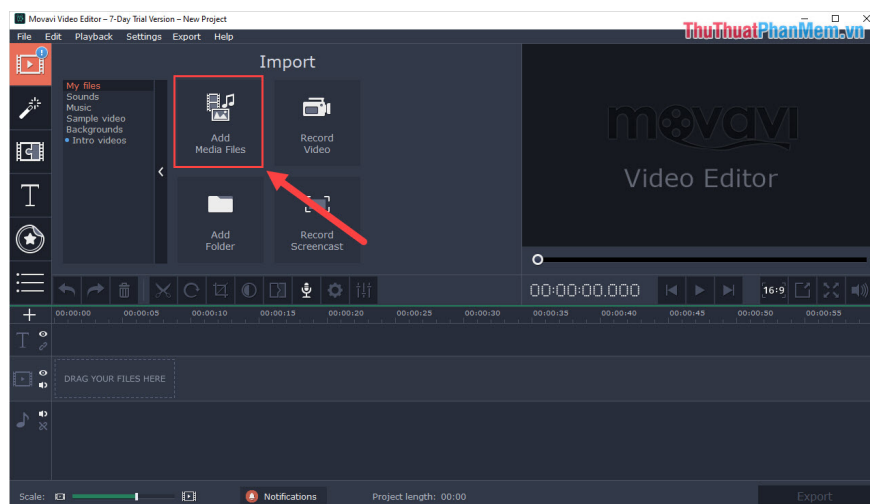 Movavi Video Editor – 7-Day Trial Version – New Project
ThuThuatPhanMem.vn
File Edit Playback Settings Export Help
Import
My files
Sounds
Music
Sample video
Backgrounds
Intro videos
Add
Media Files
Record
Video
Add
Folder
Record
Screencast
movavi
Video Editor
00:00:00.000
16:9
00:00:00 00:00:05 00:00:10 00:00:15 00:00:20 00:00:25 00:00:30 00:00:35 00:00:40 00:00:45 00:00:50 00:00:55
DRAG YOUR FILES HERE
Scale:
Notifications
Project length: 00:00
Export